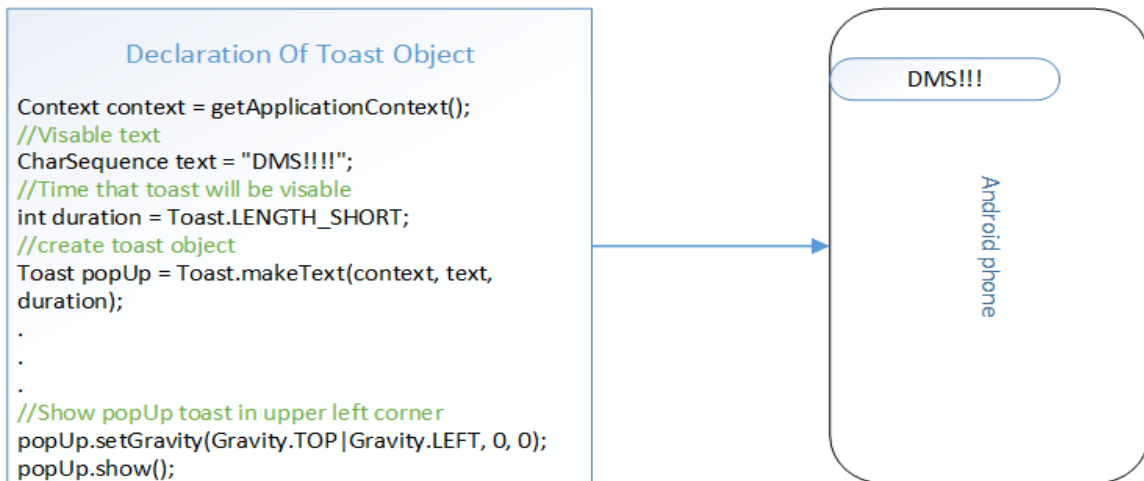 Declaration Of Toast Object
Context context = getApplicationContext();
//Visable text
CharSequence text = "DMS!!!!";
//Time that toast will be visable
int duration = Toast.LENGTH_SHORT;
//create toast object
Toast popUp = Toast.makeText(context, text,
duration);
.
.
.
//Show popUp toast in upper left corner
popUp.setGravity(Gravity.TOP|Gravity.LEFT, 0, 0);
popUp.show();
DMS!!!
Android phone